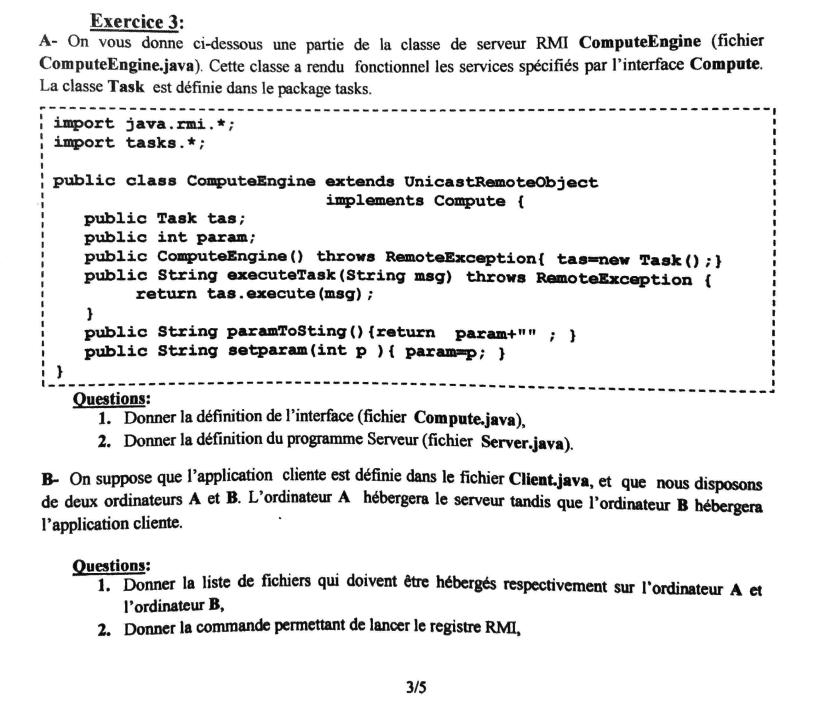 Exercice 3:
A- On vous donne ci-dessous une partie de la classe de serveur RMI ComputeEngine (fichier
ComputeEngine.java). Cette classe a rendu fonctionnel les services spécifiés par l'interface Compute.
La classe Task est définie dans le package tasks.
import java.rmi.*;
import tasks.*;
public class ComputeEngine extends UnicastRemoteObject
implements Compute {
public Task tas;
public int param;
public ComputeEngine() throws RemoteException{ tas=new Task();}
public String executeTask(String msg) throws RemoteException {
return tas.execute(msg);
}
public String paramToSting(){return param+"" ; }
public String setparam(int p ){ param=p; }
}
Questions:
1. Donner la définition de l'interface (fichier Compute.java),
2. Donner la définition du programme Serveur (fichier Server.java).
B- On suppose que l'application cliente est définie dans le fichier Client.java, et que nous disposons
de deux ordinateurs A et B. L'ordinateur A hébergera le serveur tandis que l'ordinateur B hébergera
l'application cliente.
Questions:
1. Donner la liste de fichiers qui doivent être hébergés respectivement sur l'ordinateur A et
l'ordinateur B,
2. Donner la commande permettant de lancer le registre RMI,
3/5